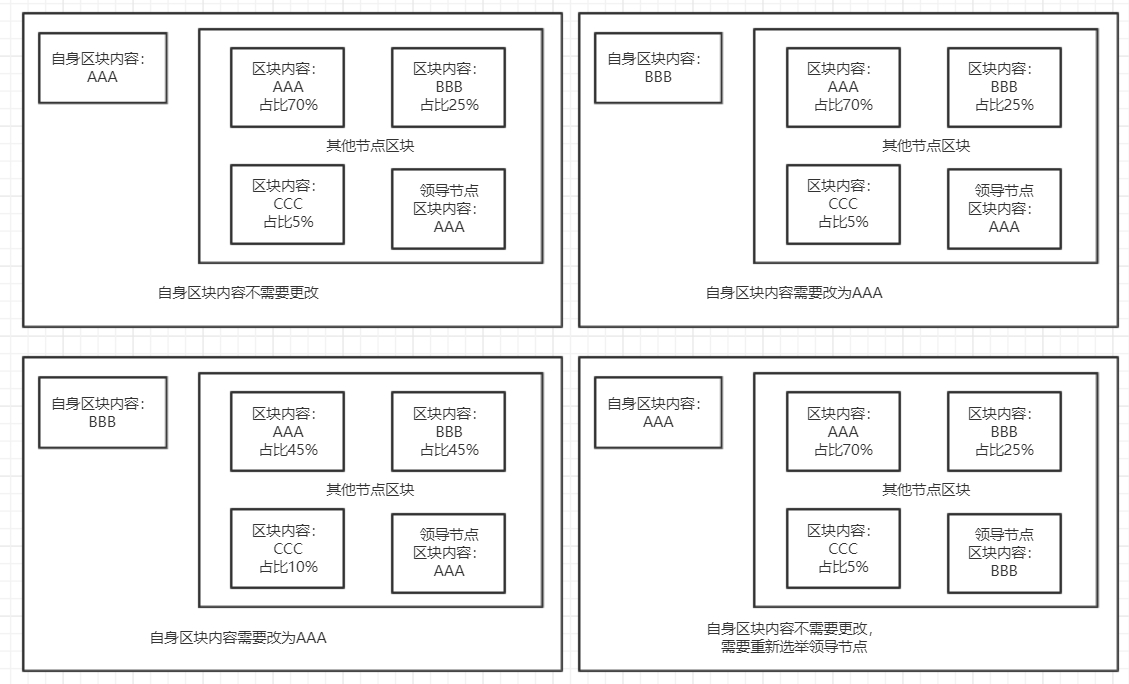 自身区块内容：
AAA
区块内容：
AAA
占比70%
区块内容：
BBB
占比25%
其他节点区块
区块内容：
CCC
占比5%
领导节点
区块内容：
AAA
自身区块内容不需要更改
自身区块内容：
BBB
区块内容：
AAA
占比70%
区块内容：
BBB
占比25%
其他节点区块
区块内容：
CCC
占比5%
领导节点
区块内容：
AAA
自身区块内容需要改为AAA
自身区块内容：
BBB
区块内容：
AAA
占比45%
区块内容：
BBB
占比45%
其他节点区块
区块内容：
CCC
占比10%
领导节点
区块内容：
AAA
自身区块内容需要改为AAA
自身区块内容：
AAA
区块内容：
AAA
占比70%
区块内容：
BBB
占比25%
其他节点区块
区块内容：
CCC
占比5%
领导节点
区块内容：
BBB
自身区块内容不需要更改，
需要重新选举领导节点